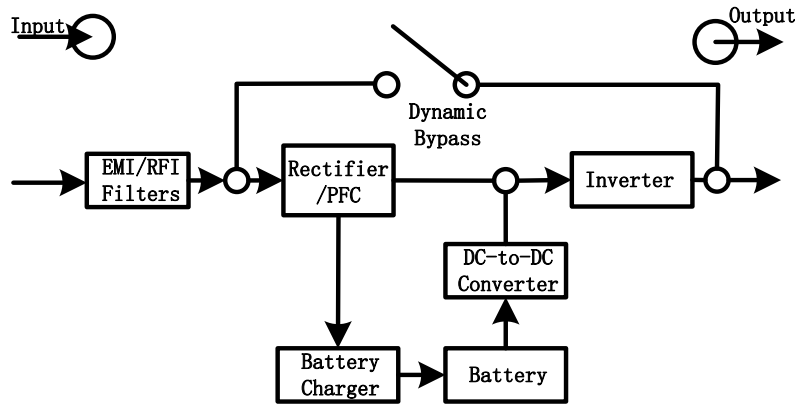 Input
Output
Dynamic
Bypass
EMI/RFI
Filters
Rectifier
/PFC
Inverter
DC-to-DC
Converter
Battery
Charger
Battery